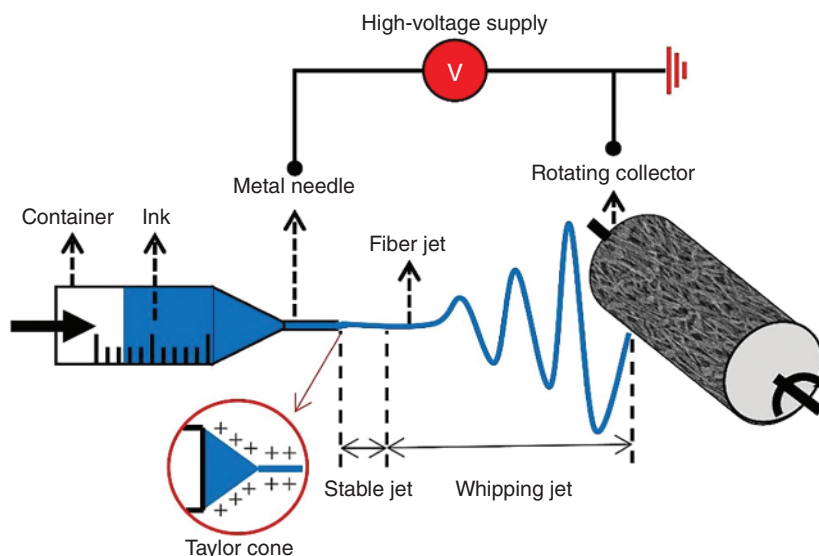 High-voltage supply
V
Metal needle
Rotating collector
Container
Ink
Fiber jet
+ + + + + +
+ + + + + +
Stable jet
Whipping jet
Taylor cone